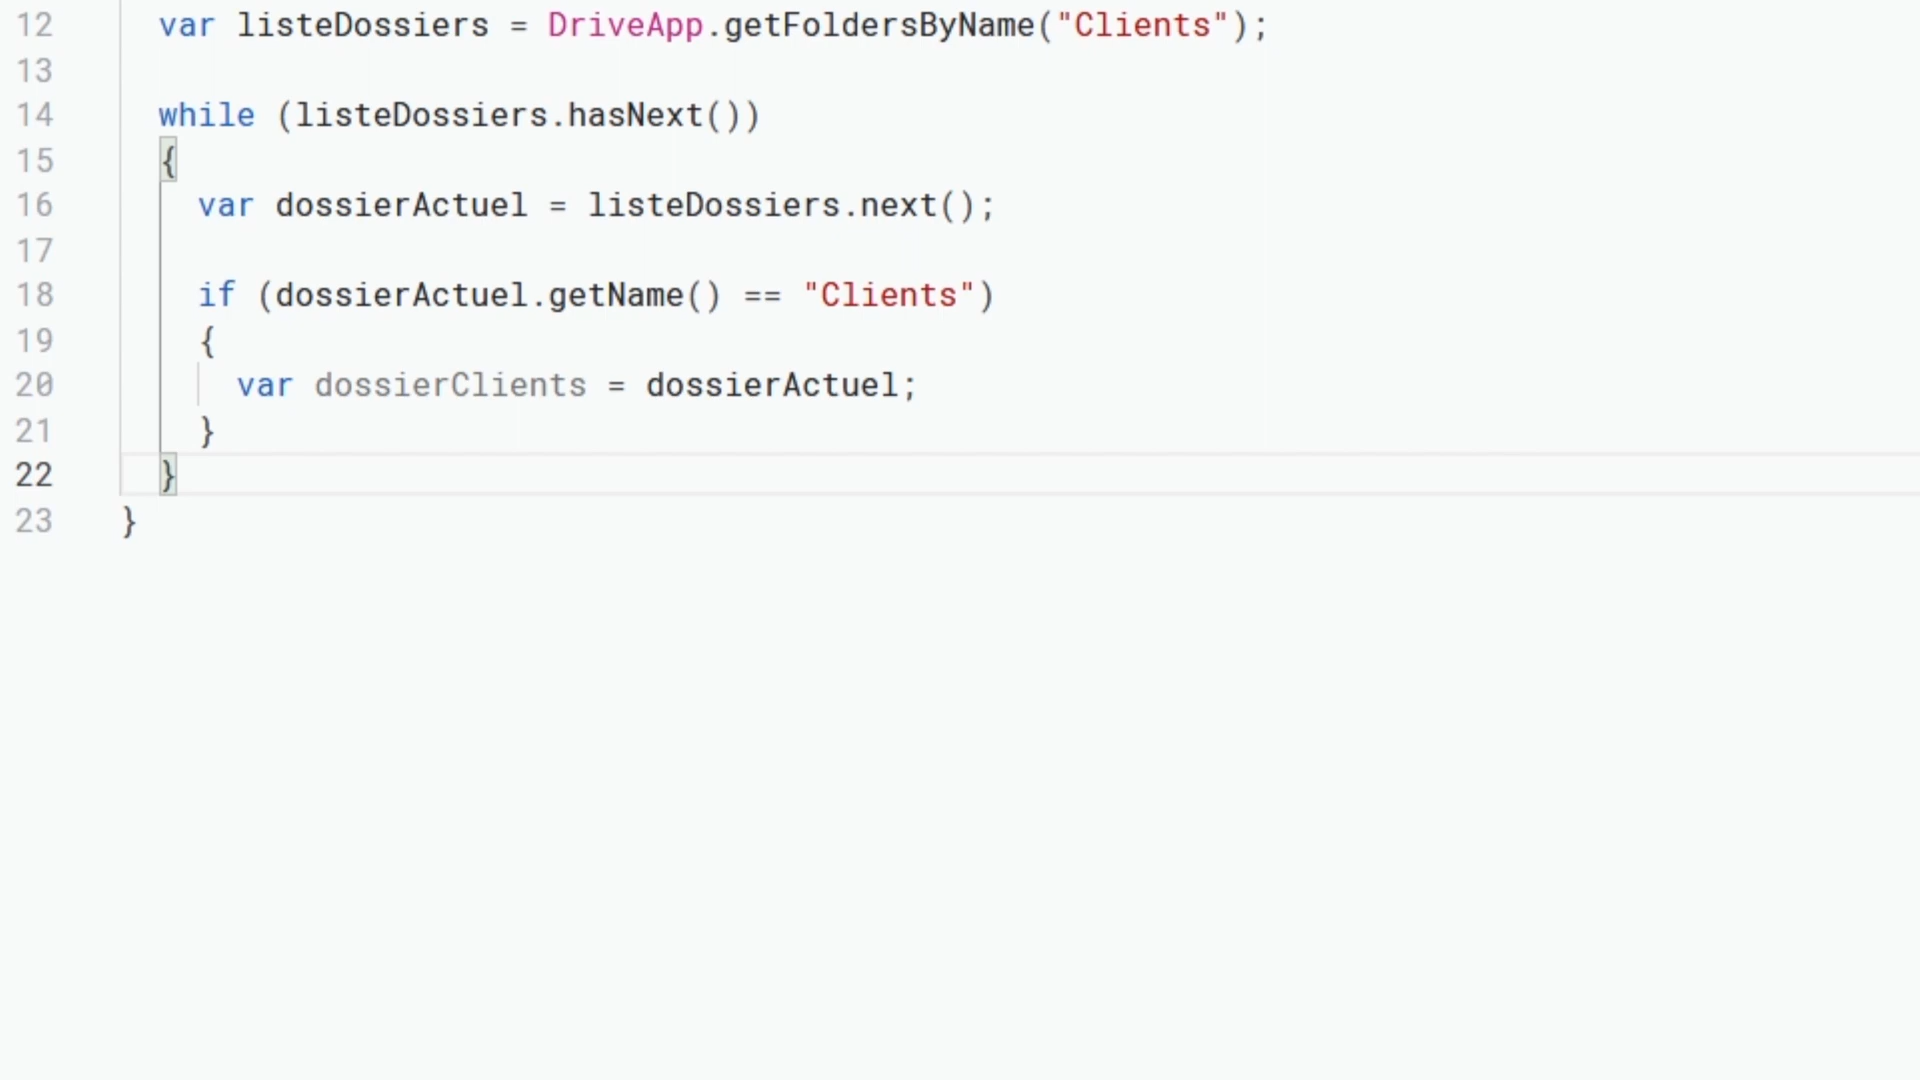 12 var listeDossiers = DriveApp.getFoldersByName("Clients");
13
14 while (listeDossiers.hasNext())
15 {
16 var dossierActuel = listeDossiers.next();
17
18 if (dossierActuel.getName() == "Clients")
19 {
20 var dossierClients = dossierActuel;
21 }
22 }
23 }